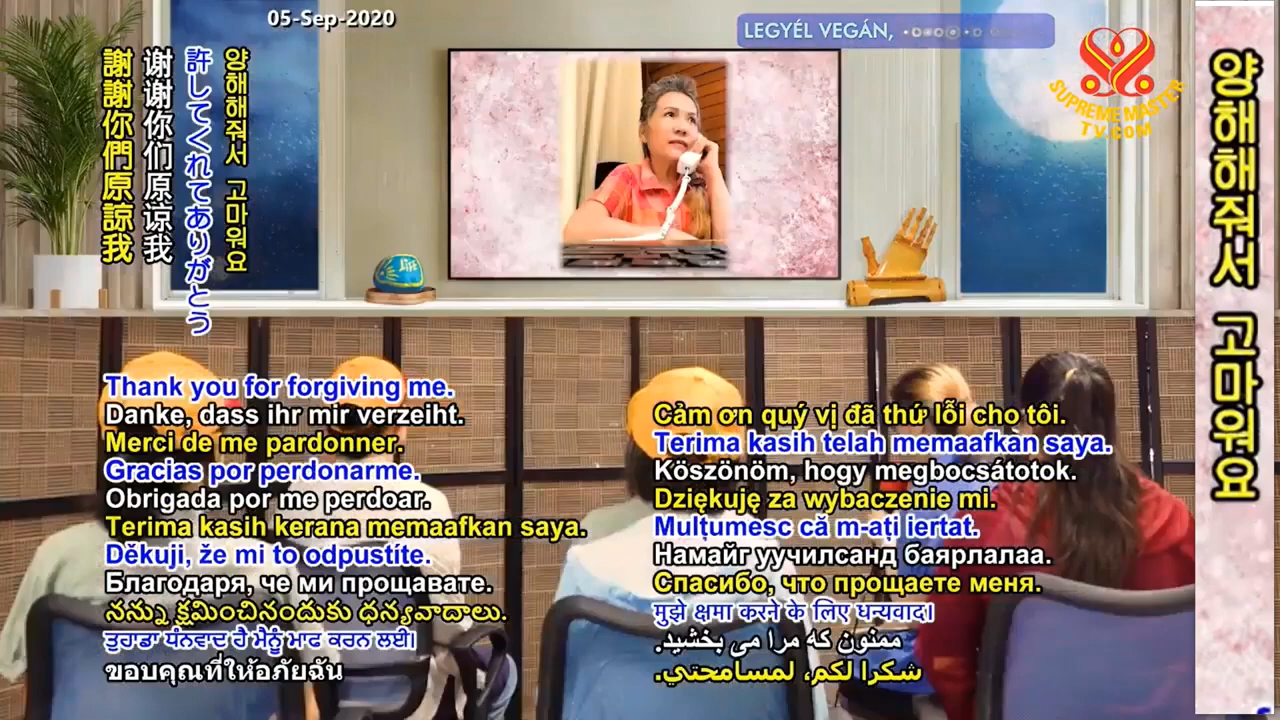 05-Sep-2020
LEGYÉL VEGÁN,
SUPREME MASTER
TV.COM
謝謝你們原諒我
谢谢你们原谅我
許してくれてありがとう
양해해줘서 고마워요
양해해줘서 고마워요
Thank you for forgiving me.
Danke, dass ihr mir verzeiht.
Merci de me pardonner.
Gracias por perdonarme.
Obrigada por me perdoar.
Terima kasih kerana memaafkan saya.
Děkuji, že mi to odpustíte.
Благодаря, че ми прощавате.
నన్ను క్షమించినందుకు ధన్యవాదాలు.
ਤੁਹਾਡਾ ਧੰਨਵਾਦ ਹੈ ਮੈਨੂੰ ਮਾਫ ਕਰਨ ਲਈ।
ขอบคุณที่ให้อภัยฉัน
Cảm ơn quý vị đã thứ lỗi cho tôi.
Terima kasih telah memaafkan saya.
Köszönöm, hogy megbocsátotok.
Dziękuję za wybaczenie mi.
Mulțumesc că m-ați iertat.
Намайг уучилсанд баярлалаа.
Спасибо, что прощаете меня.
मुझे क्षमा करने के लिए धन्यवाद।
ممنون که مرا می بخشید.
شكرا لكم، لمسامحتي.